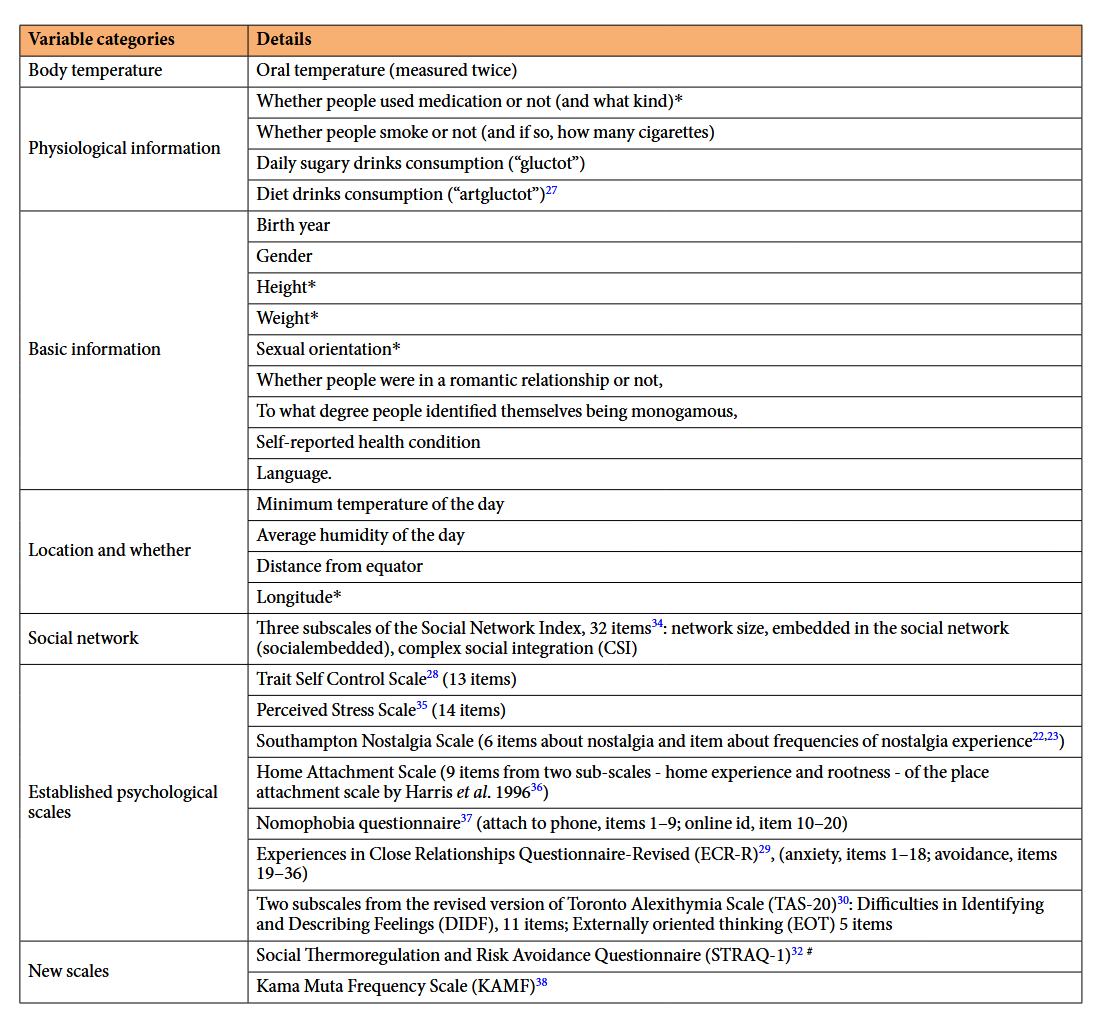 Variable categories Details
Body temperature Oral temperature (measured twice)
Physiological information
Whether people used medication or not (and what kind)*
Whether people smoke or not (and if so, how many cigarettes)
Daily sugary drinks consumption (“gluctot”)
Diet drinks consumption (“artgluctot”)27
Basic information
Birth year
Gender
Height*
Weight*
Sexual orientation*
Whether people were in a romantic relationship or not,
To what degree people identified themselves being monogamous,
Self-reported health condition
Language.
Location and whether
Minimum temperature of the day
Average humidity of the day
Distance from equator
Longitude*
Social network
Three subscales of the Social Network Index, 32 items34: network size, embedded in the social network
(socialembedded), complex social integration (CSI)
Established psychological
scales
Trait Self Control Scale28 (13 items)
Perceived Stress Scale35 (14 items)
Southampton Nostalgia Scale (6 items about nostalgia and item about frequencies of nostalgia experience22,23)
Home Attachment Scale (9 items from two sub-scales - home experience and rootness - of the place
attachment scale by Harris et al. 199636)
Nomophobia questionnaire37 (attach to phone, items 1–9; online id, item 10–20)
Experiences in Close Relationships Questionnaire-Revised (ECR-R)29, (anxiety, items 1–18; avoidance, items
19–36)
Two subscales from the revised version of Toronto Alexithymia Scale (TAS-20)30: Difficulties in Identifying
and Describing Feelings (DIDF), 11 items; Externally oriented thinking (EOT) 5 items
New scales
Social Thermoregulation and Risk Avoidance Questionnaire (STRAQ-1)32 #
Kama Muta Frequency Scale (KAMF)38